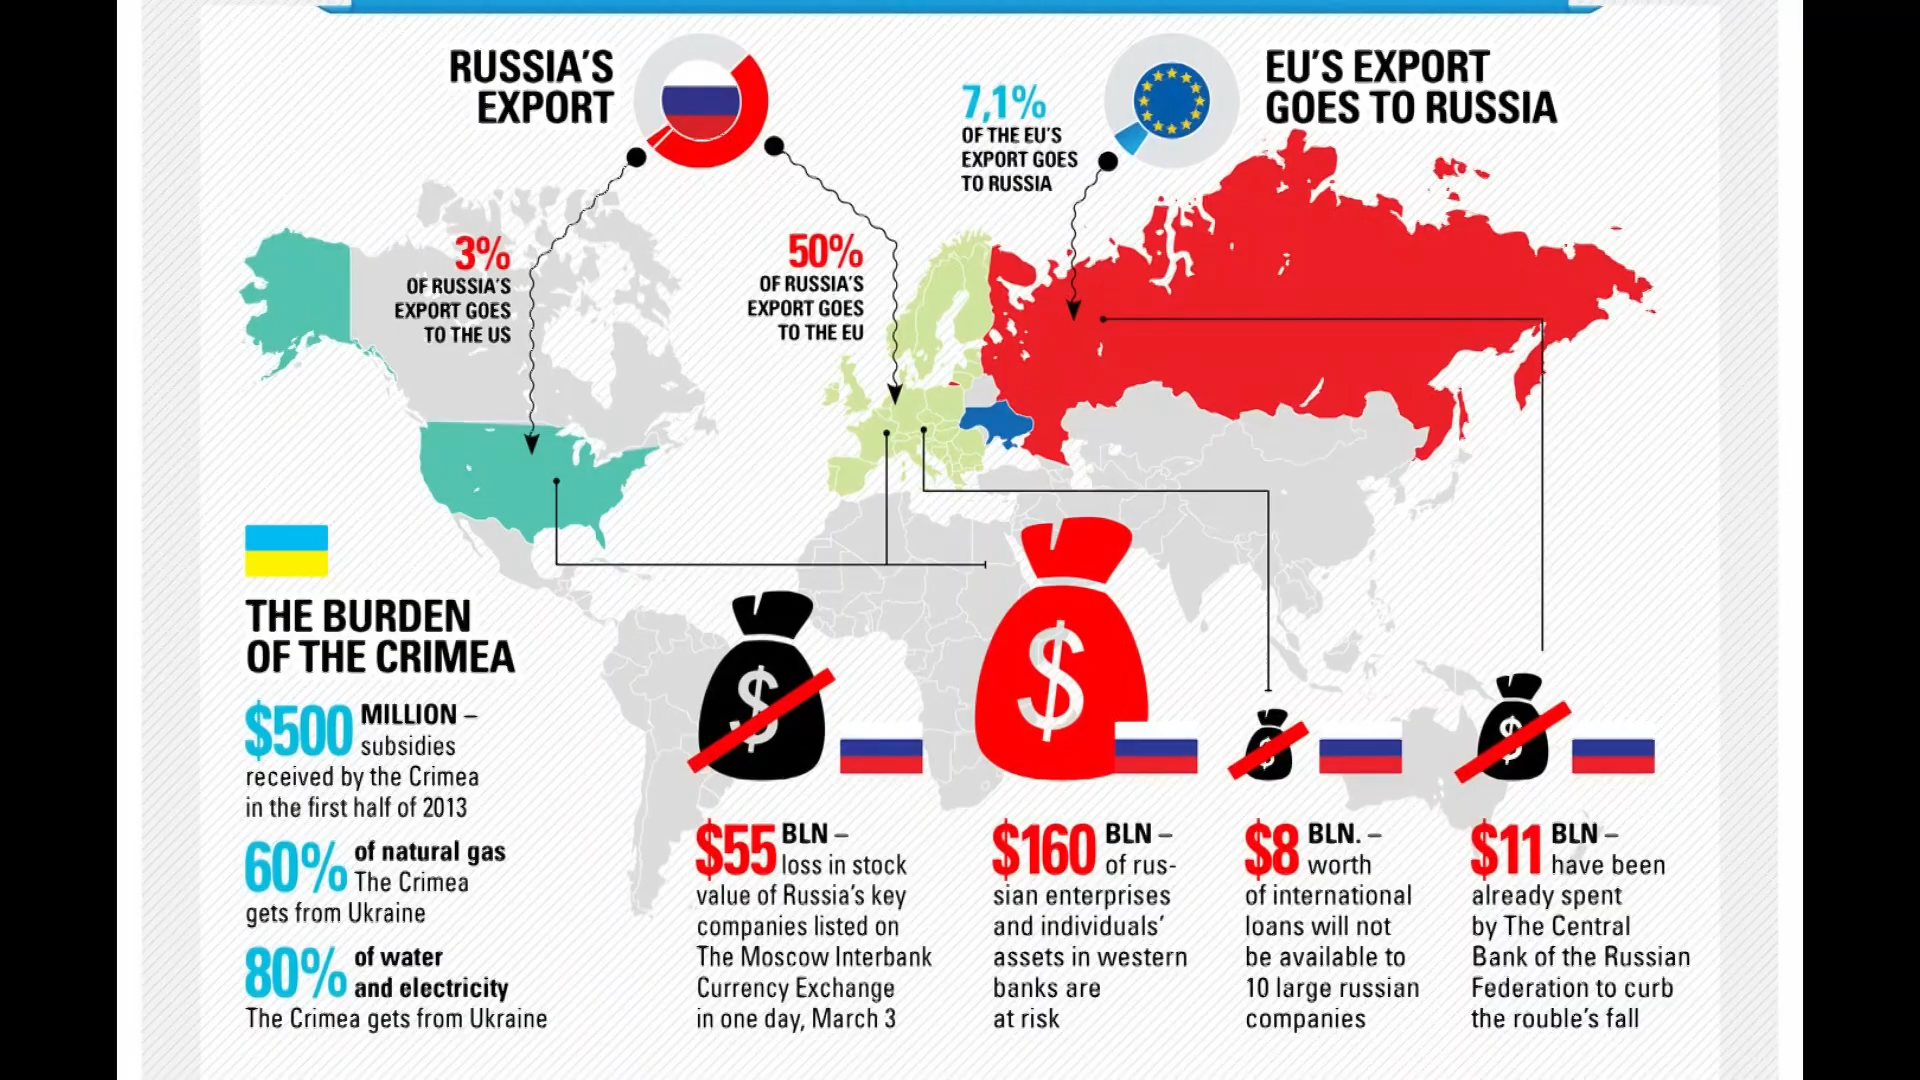 RUSSIA'S
EXPORT
EU'S EXPORT
GOES TO RUSSIA
7,1%
OF THE EU'S
EXPORT GOES
TO RUSSIA
3%
OF RUSSIA'S
EXPORT GOES
TO THE US
50%
OF RUSSIA'S
EXPORT GOES
TO THE EU
THE BURDEN
OF THE CRIMEA
$500 MILLION –
subsidies
received by the Crimea
in the first half of 2013
60% of natural gas
The Crimea
gets from Ukraine
80% of water
and electricity
The Crimea gets from Ukraine
$
$
$
$
$55 BLN –
loss in stock
value of Russia's key
companies listed on
The Moscow Interbank
Currency Exchange
in one day, March 3
$160 BLN –
of rus-
sian enterprises
and individuals'
assets in western
banks are
at risk
$8 BLN. –
worth
of international
loans will not
be available to
10 large russian
companies
$11 BLN –
have been
already spent
by The Central
Bank of the Russian
Federation to curb
the rouble's fall